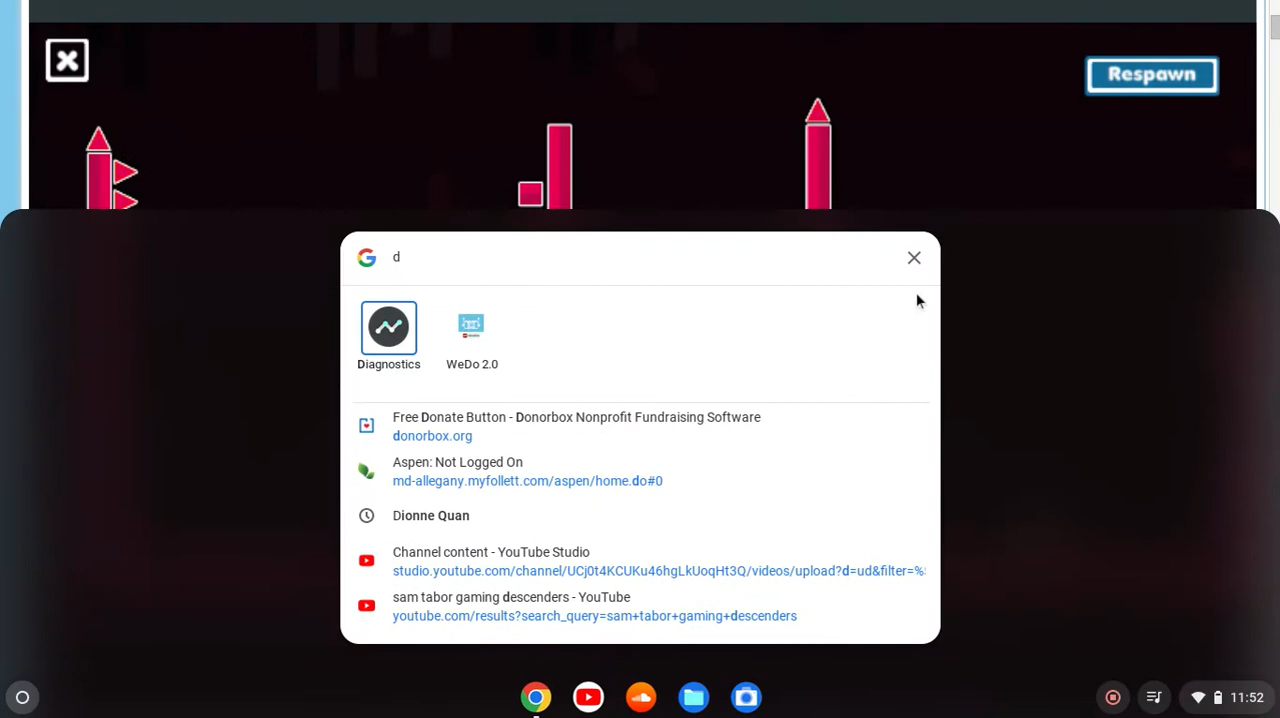 Respawn
d
Diagnostics
WeDo 2.0
Free Donate Button - Donorbox Nonprofit Fundraising Software
donorbox.org
Aspen: Not Logged On
md-allegany.myfollett.com/aspen/home.do#0
Dionne Quan
Channel content - YouTube Studio
studio.youtube.com/channel/UCj0t4KCUKu46hgLkUoqHt3Q/videos/upload?d=ud&filter=%5
sam tabor gaming descenders - YouTube
youtube.com/results?search_query=sam+tabor+gaming+descenders
11:52